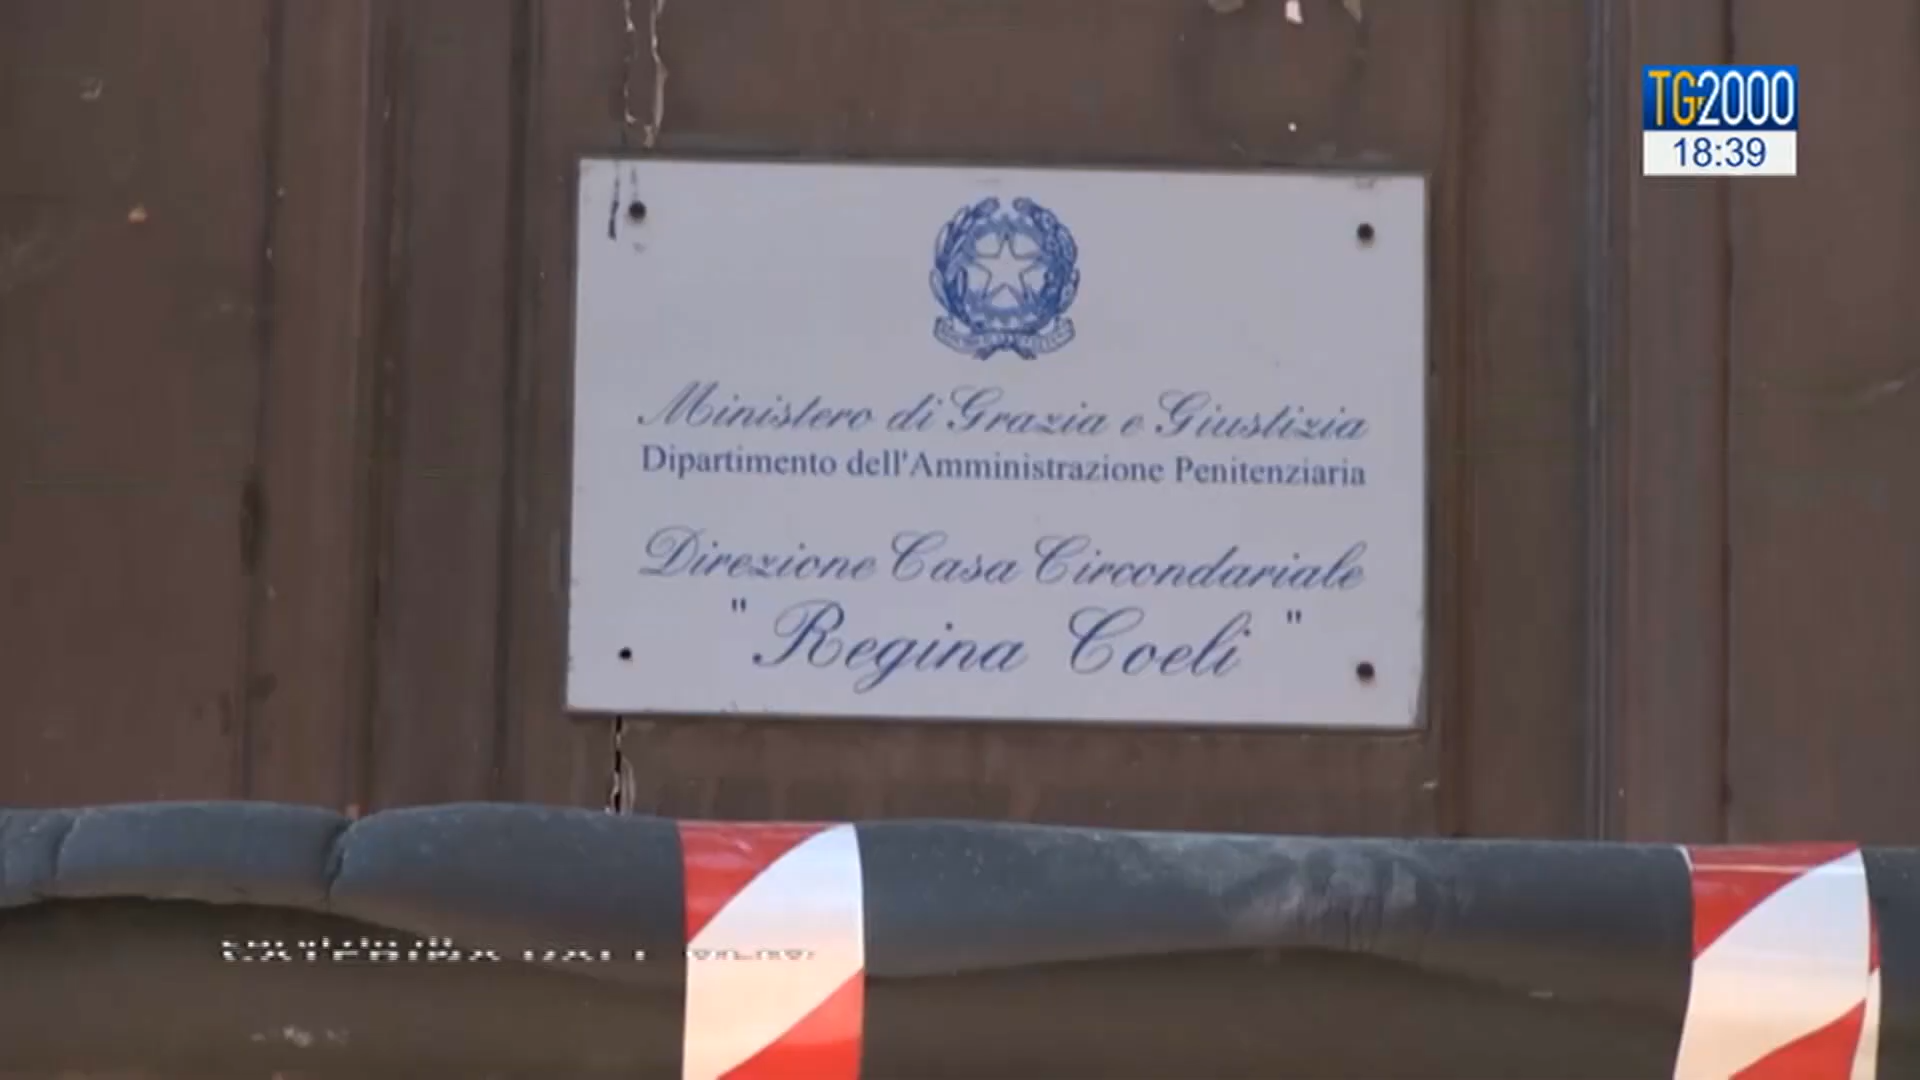 TG2000
18:39
Ministero di Grazia e Giustizia
Dipartimento dell'Amministrazione Penitenziaria
Direzione Casa Circondariale
" Regina Coeli "